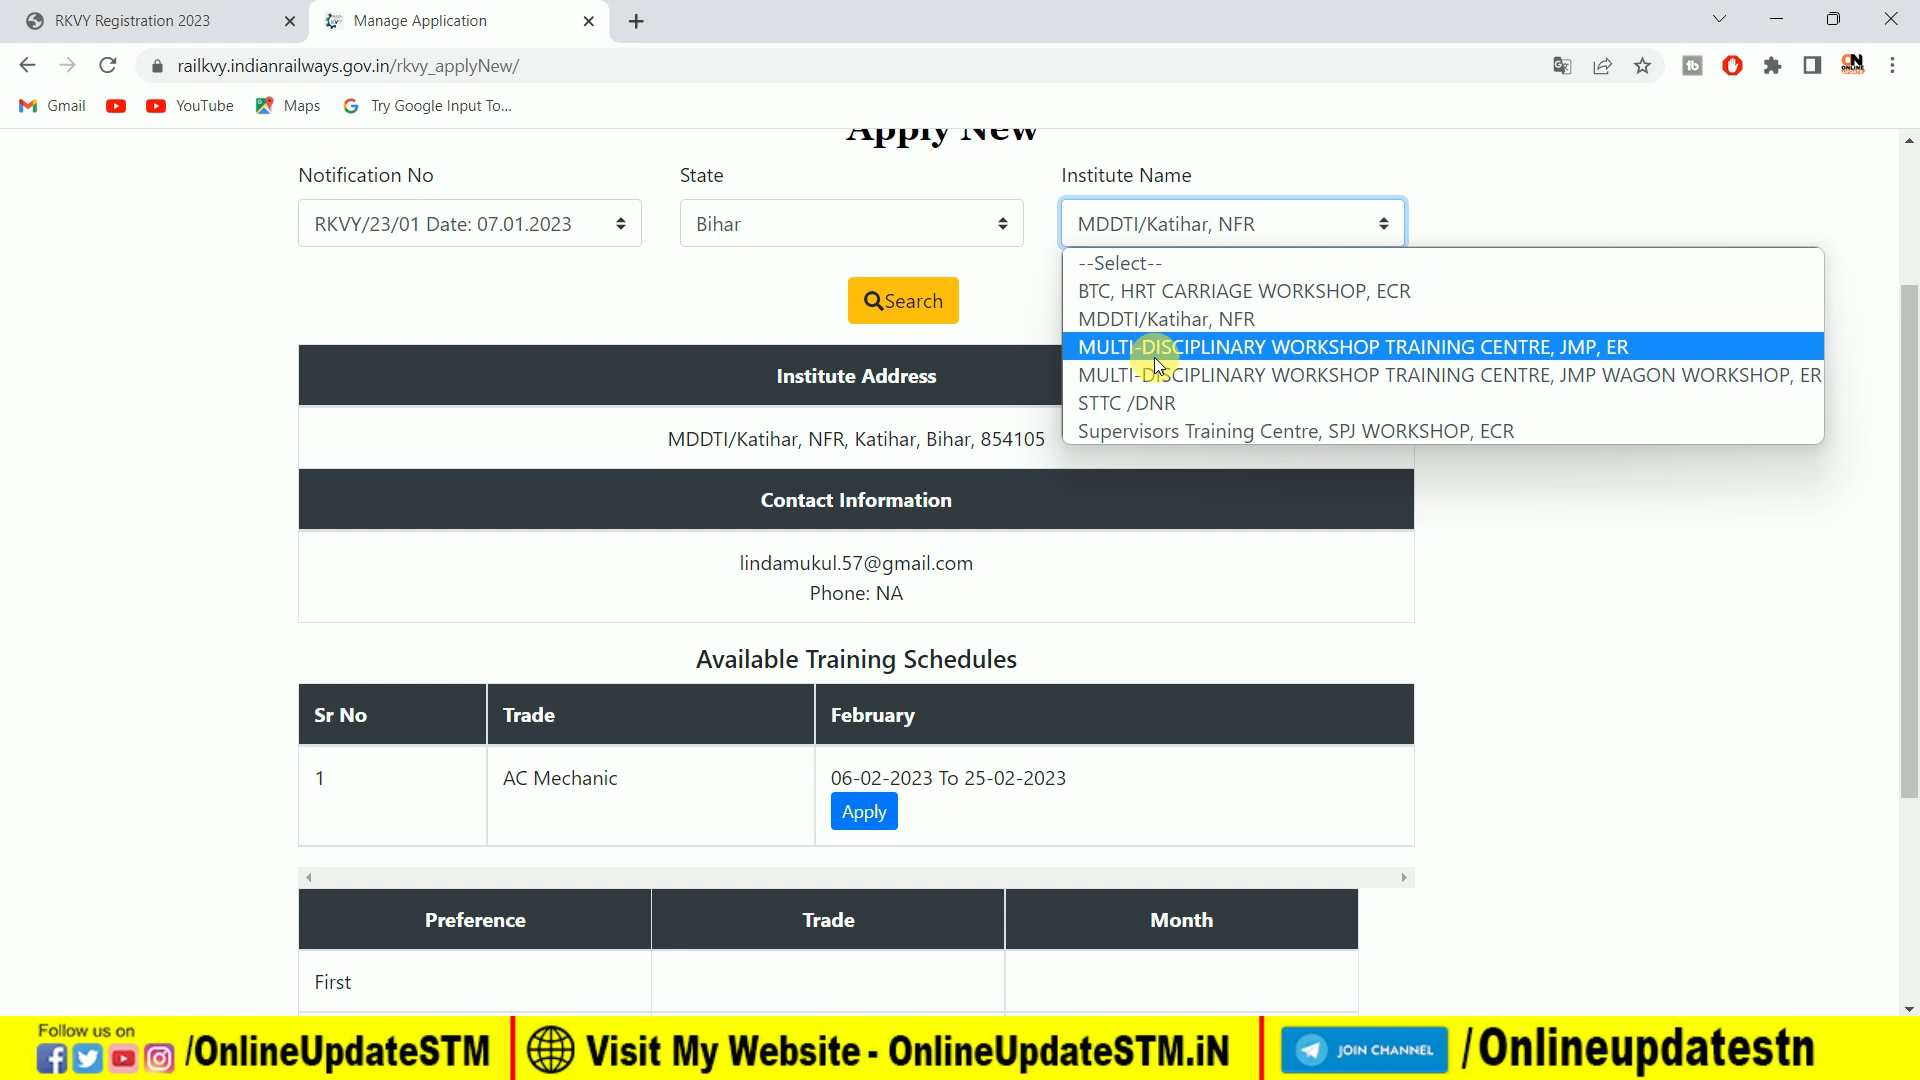 RKVY Registration 2023
Manage Application
railkvy.indianrailways.gov.in/rkvy_applyNew/
Gmail
YouTube
Maps
Try Google Input To...
Apply New
Notification No
State
Institute Name
RKVY/23/01 Date: 07.01.2023
Bihar
MDDTI/Katihar, NFR
--Select--
BTC, HRT CARRIAGE WORKSHOP, ECR
MDDTI/Katihar, NFR
MULTI-DISCIPLINARY WORKSHOP TRAINING CENTRE, JMP, ER
MULTI-DISCIPLINARY WORKSHOP TRAINING CENTRE, JMP WAGON WORKSHOP, ER
STTC /DNR
Supervisors Training Centre, SPJ WORKSHOP, ECR
Search
Institute Address
MDDTI/Katihar, NFR, Katihar, Bihar, 854105
Contact Information
lindamukul.57@gmail.com
Phone: NA
Available Training Schedules
Sr No
Trade
February
1
AC Mechanic
06-02-2023 To 25-02-2023
Apply
Preference
Trade
Month
First
Follow us on
/OnlineUpdateSTM
Visit My Website - OnlineUpdateSTM.iN
JOIN CHANNEL
/Onlineupdatestn